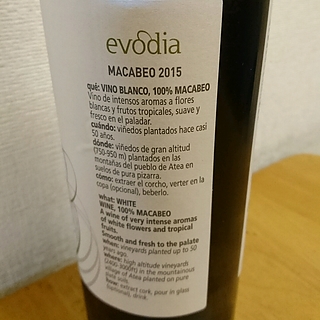 evodia
MACABEO 2015
qué: VINO BLANCO, 100% MACABEO
Vino de intensos aromas a flores
blancas y frutos tropicales, suave y
fresco en el paladar.
cuándo: viñedos plantados hace casi
50 años.
dónde: viñedos de gran altitud
(750-950 m) plantados en las
montañas del pueblo de Atea en
suelos de pura pizarra.
cómo: extraer el corcho, verter en la
copa (opcional), beberlo.
what: WHITE
WINE, 100% MACABEO
A wine of very intense aromas
of white flowers and tropical
fruits.
Smooth and fresh to the palate
when: vineyards planted up to 50
years ago.
where: high altitude vineyards
(2400-3000ft) in the mountainous
village of Atea planted on pure
slate.
how: extract cork, pour in glass
(optional), drink.